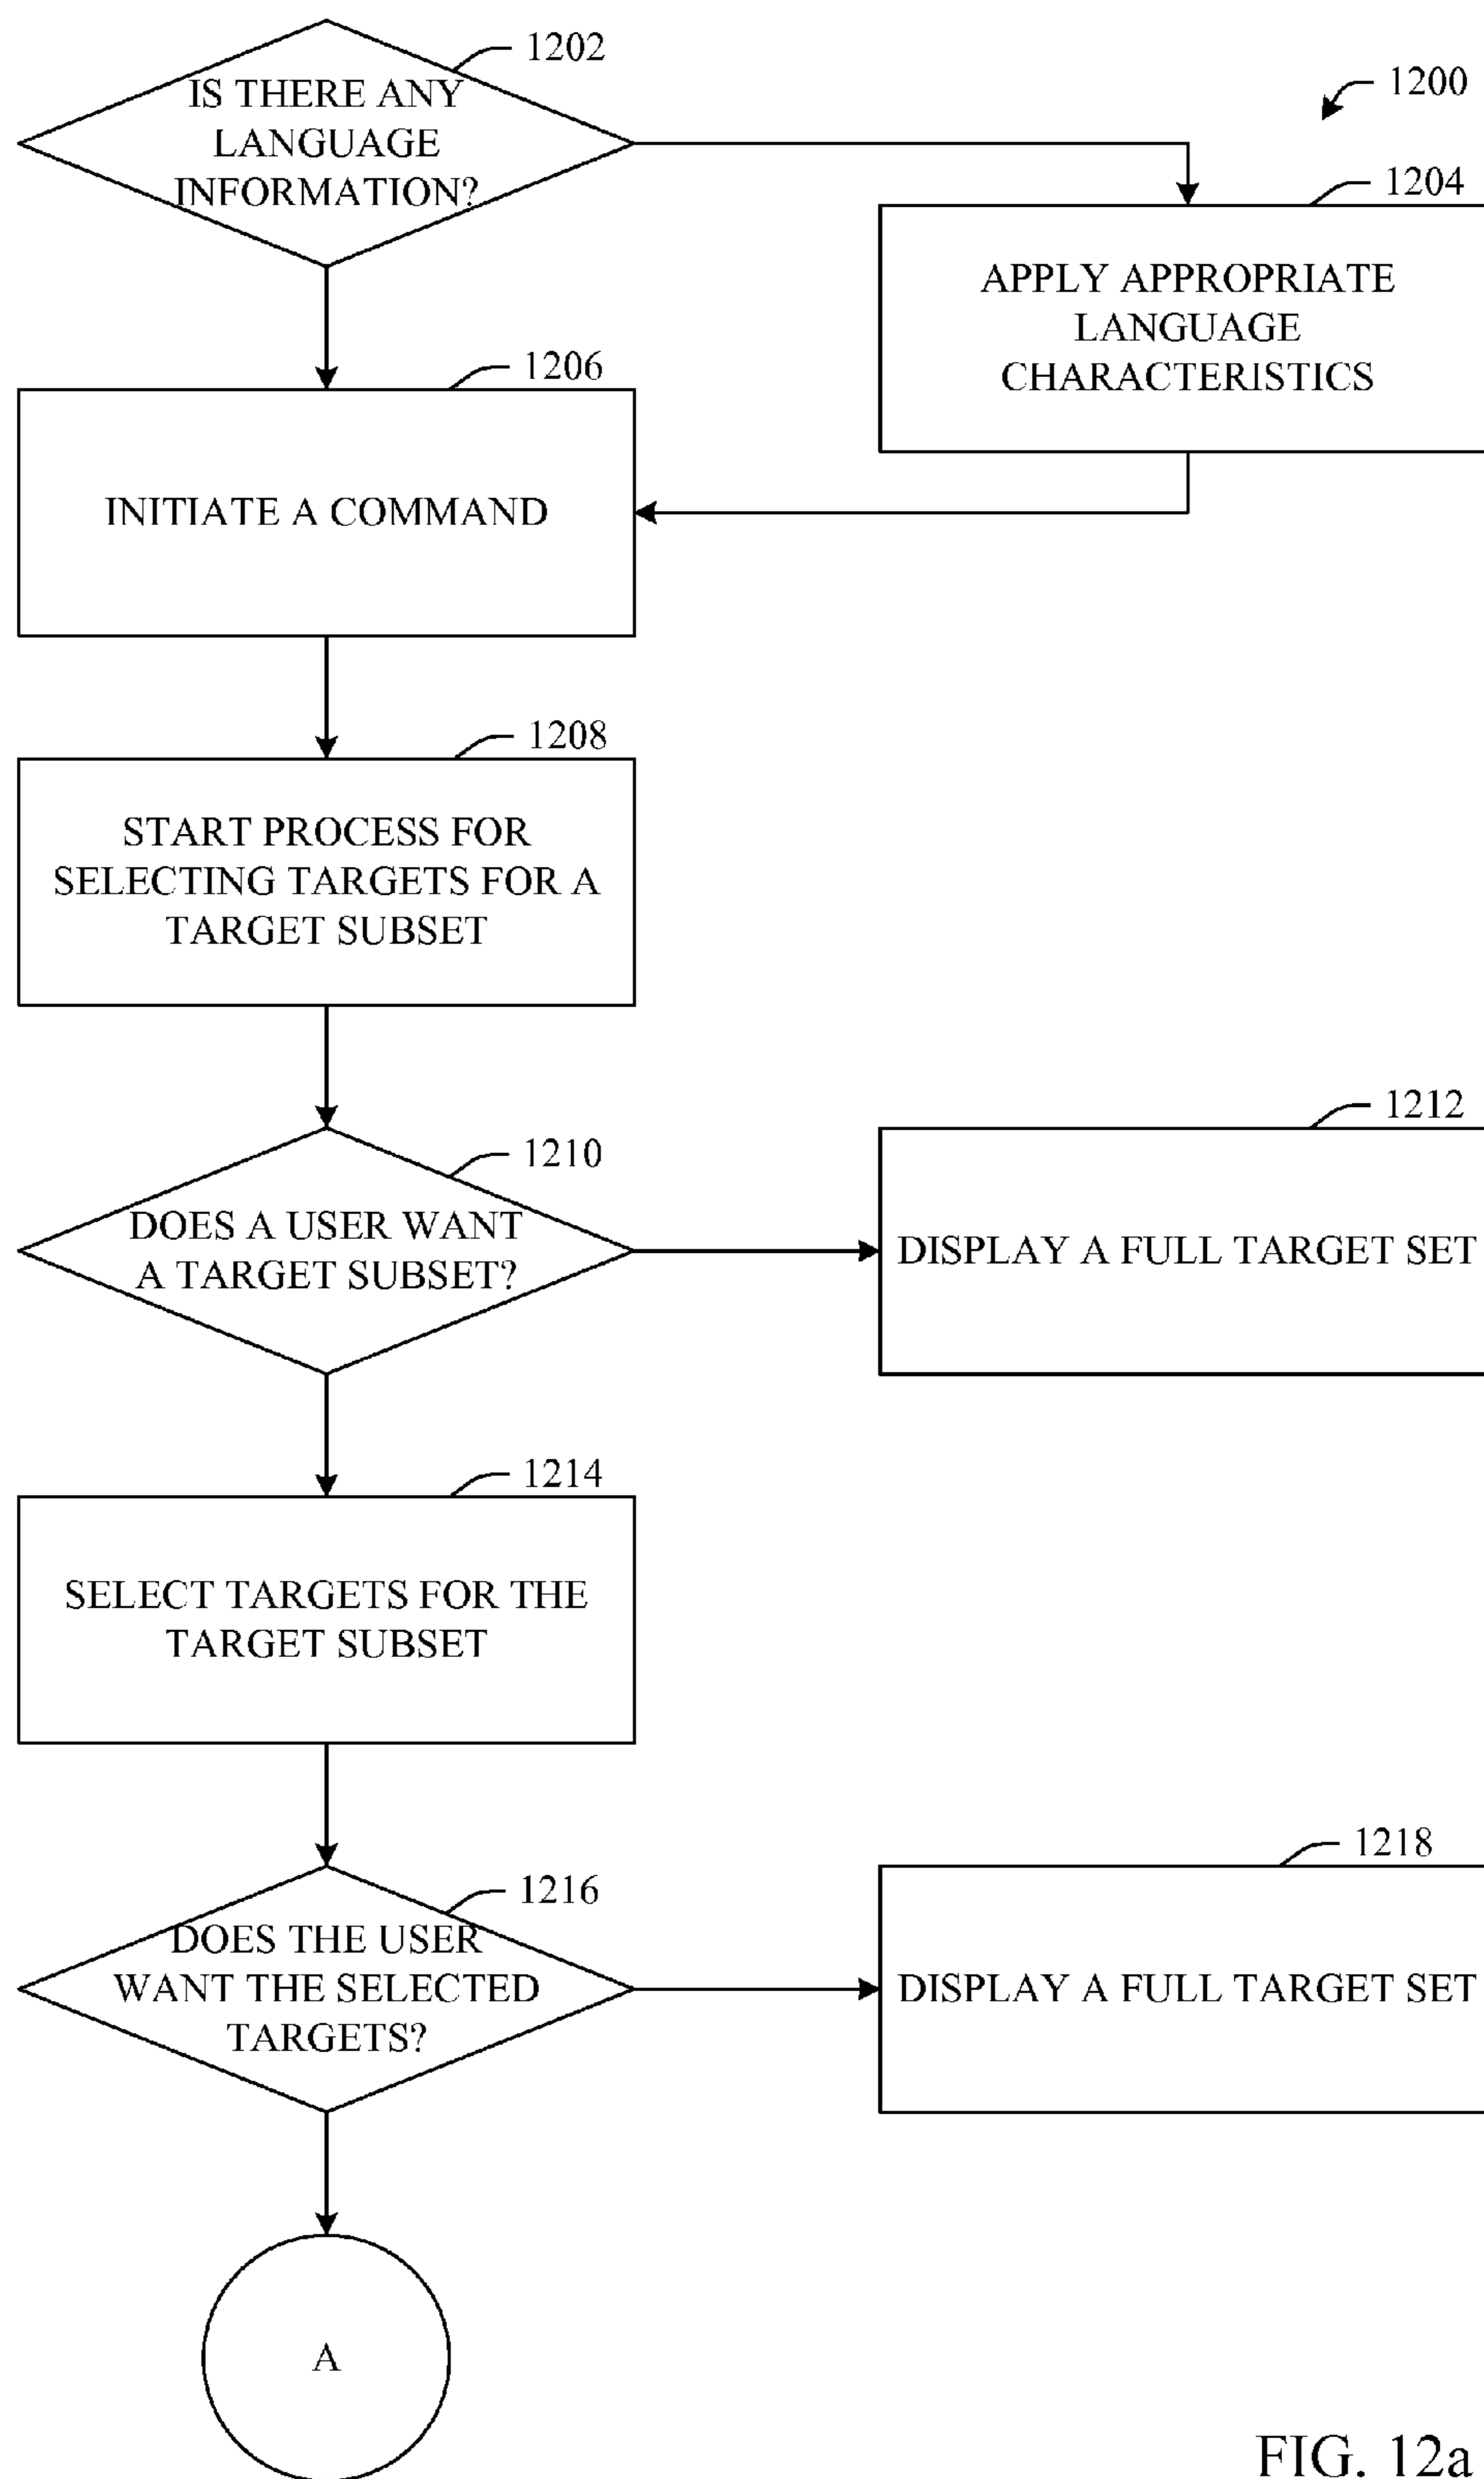 1202
IS THERE ANY
LANGUAGE
INFORMATION?
1200
1204
APPLY APPROPRIATE
LANGUAGE
CHARACTERISTICS
1206
INITIATE A COMMAND
1208
START PROCESS FOR
SELECTING TARGETS FOR A
TARGET SUBSET
1210
DOES A USER WANT
A TARGET SUBSET?
1212
DISPLAY A FULL TARGET SET
1214
SELECT TARGETS FOR THE
TARGET SUBSET
1216
DOES THE USER
WANT THE SELECTED
TARGETS?
1218
DISPLAY A FULL TARGET SET
A
FIG. 12a